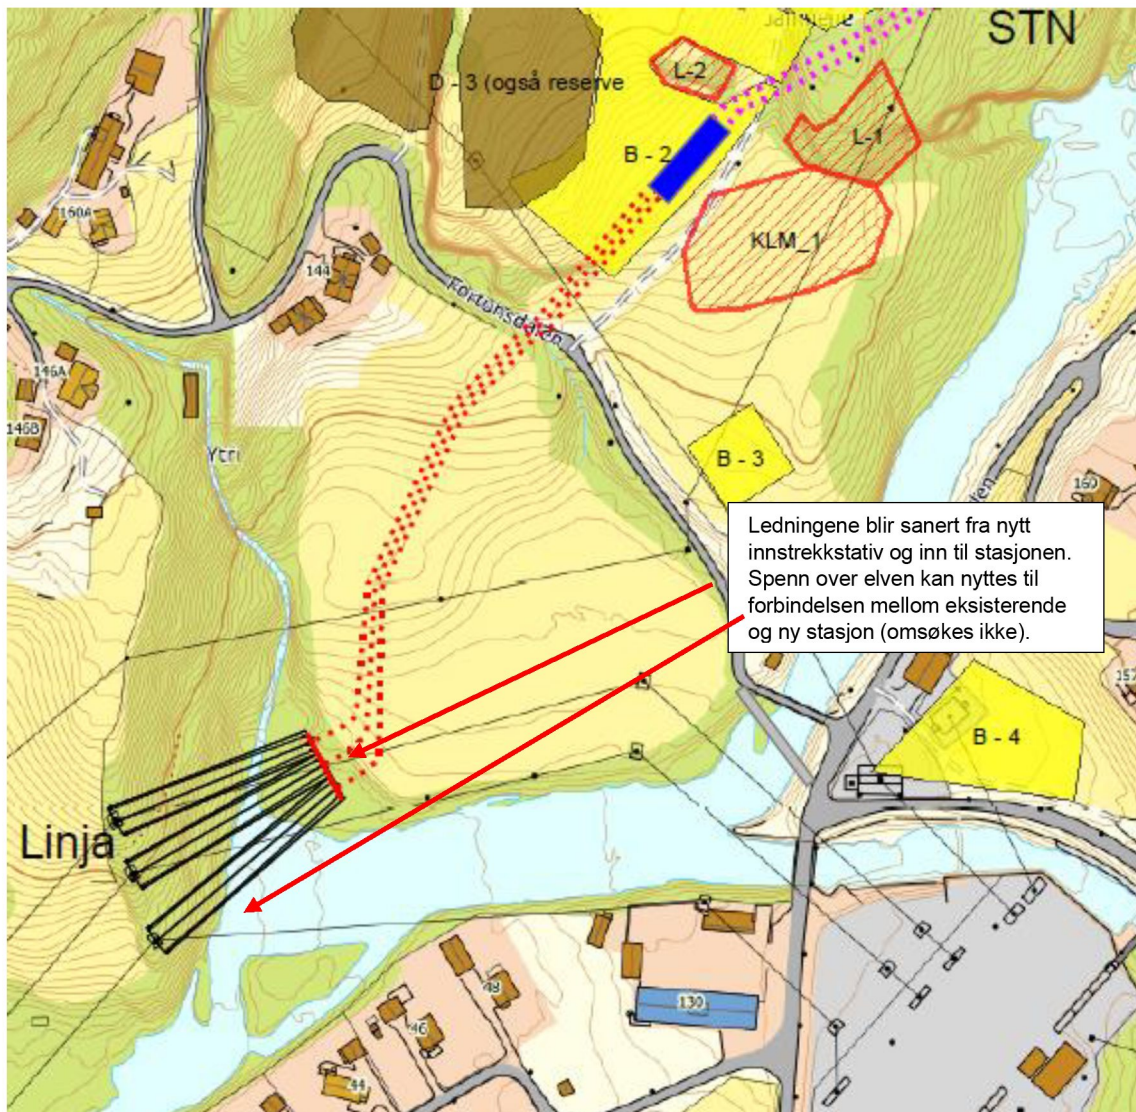 STN
L-2
D - 3 (også reserve
B - 2
L-1
KLM_1
160A
144
Fortunsdalen
146A
146B
Ytri
B - 3
160
Ledningene blir sanert fra nytt
innstrekkstativ og inn til stasjonen.
Spenn over elven kan nyttes til
forbindelsen mellom eksisterende
og ny stasjon (omsøkes ikke).
157
B - 4
Linja
48
130
46
44